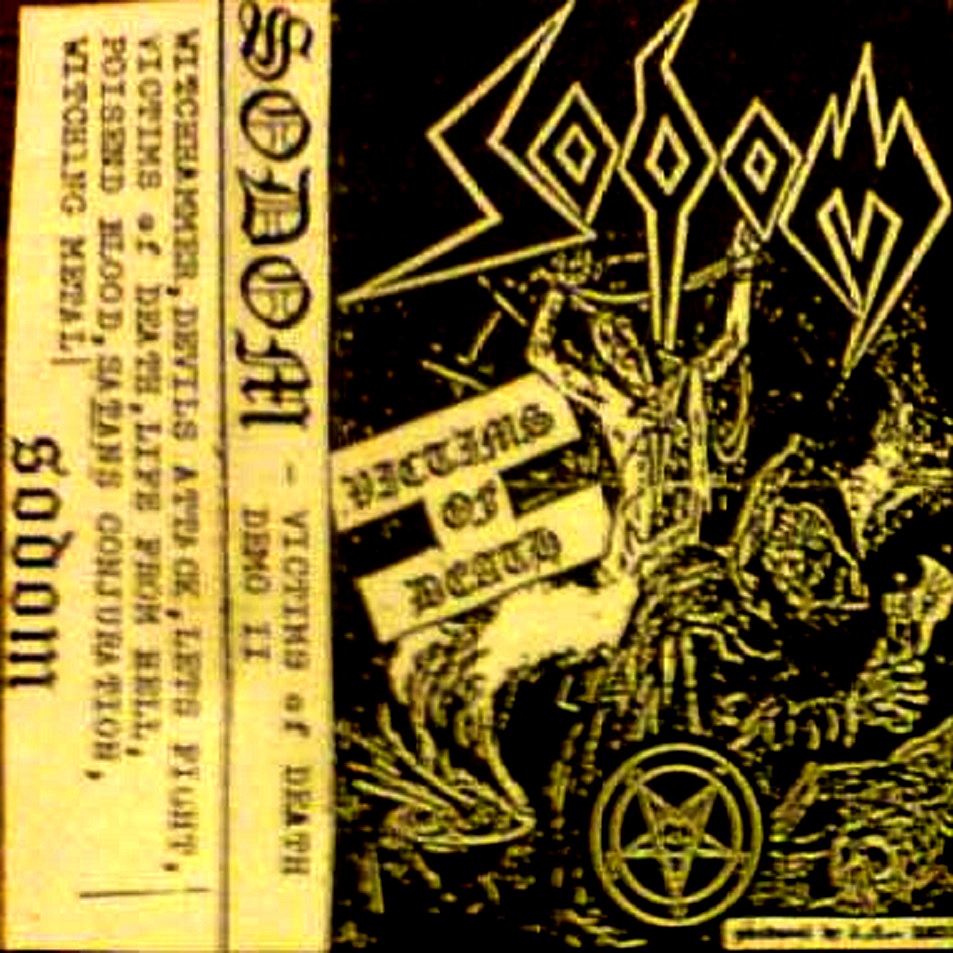 SODOM
VICTIMS
OF
DEATH
SODOM - VICTIMS of DEATH
DEMO II
WITCHHAMMER, DEVILS ATTACK, LETS FIGHT,
VICTIMS of DEATH, LIFE FROM HELL,
POISEND BLOOD, SATANS CONJURATION,
WITCHING METAL
Sodom